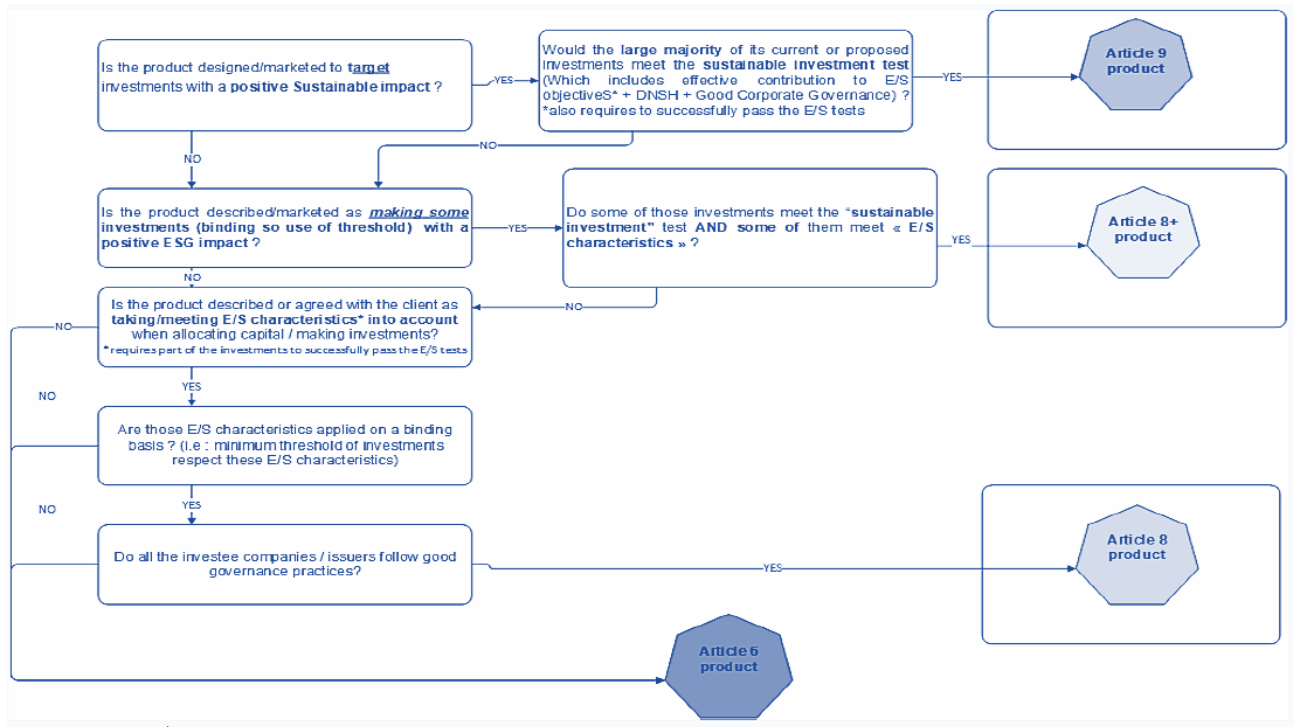 Is the product designed/marketed to target
investments with a positive Sustainable impact ?
YES
Would the large majority of its current or proposed
investments meet the sustainable investment test
(Which includes effective contribution to E/S
objectiveS* + DNSH + Good Corporate Governance) ?
*also requires to successfully pass the E/S tests
YES
Article 9
product
NO
NO
Is the product described/marketed as making some
investments (binding so use of threshold) with a
positive ESG impact ?
YES
Do some of those investments meet the "sustainable
investment" test AND some of them meet « E/S
characteristics » ?
YES
Article 8+
product
NO
NO
Is the product described or agreed with the client as
taking/meeting E/S characteristics* into account
when allocating capital / making investments?
*requires part of the investments to successfully pass the E/S tests
NO
YES
NO
Are those E/S characteristics applied on a binding
basis ? (i.e : minimum threshold of investments
respect these E/S characteristics)
YES
NO
Do all the investee companies / issuers follow good
governance practices?
YES
Article 8
product
Article 6
product